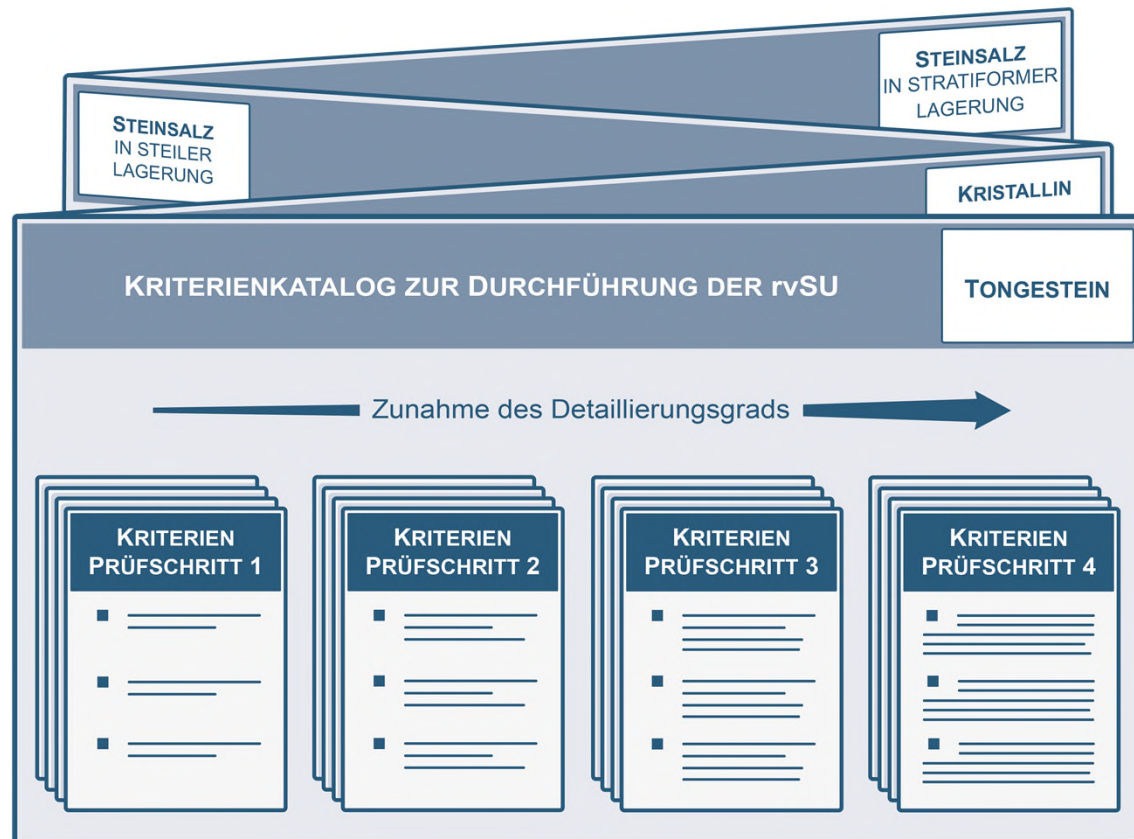 STEINSALZ
IN STRATIFORMER
LAGERUNG
STEINSALZ
IN STEILER
LAGERUNG
KRISTALLIN
KRITERIENKATALOG ZUR DURCHFÜHRUNG DER rvSU
TONGESTEIN
Zunahme des Detaillierungsgrads
KRITERIEN
PRÜFSCHRITT 1
KRITERIEN
PRÜFSCHRITT 2
KRITERIEN
PRÜFSCHRITT 3
KRITERIEN
PRÜFSCHRITT 4